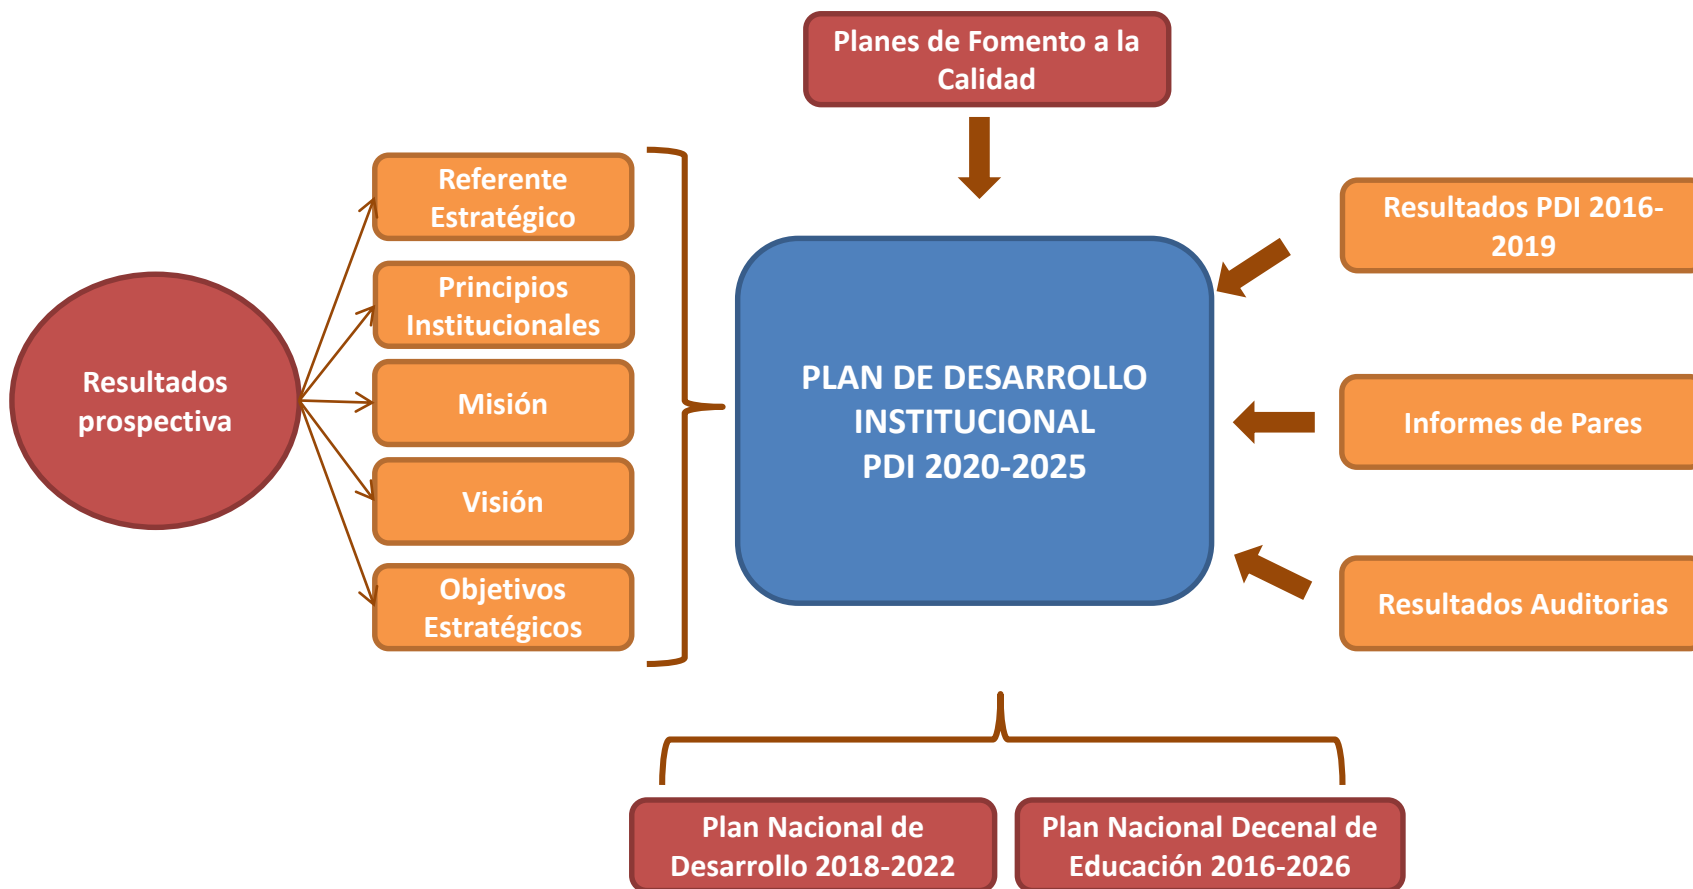 Planes de Fomento a la
Calidad
Referente
Estratégico
Principios
Institucionales
Misión
Visión
Objetivos
Estratégicos
Resultados
prospectiva
PLAN DE DESARROLLO
INSTITUCIONAL
PDI 2020-2025
Resultados PDI 2016-
2019
Informes de Pares
Resultados Auditorias
Plan Nacional de
Desarrollo 2018-2022
Plan Nacional Decenal de
Educación 2016-2026